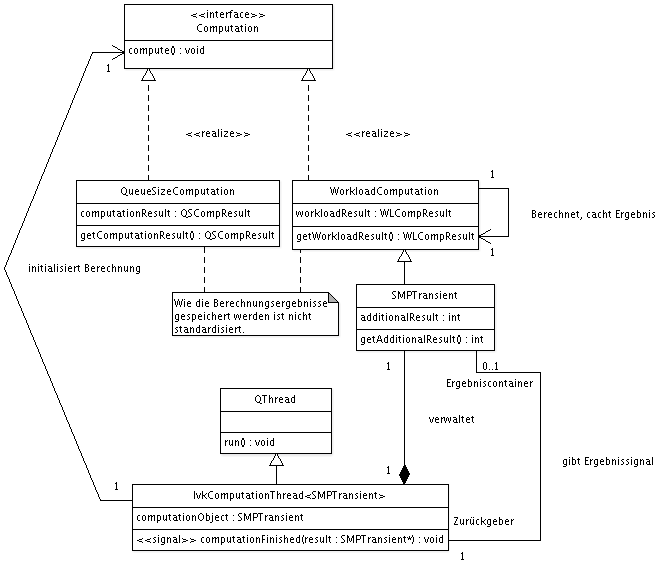 <<interface>>
Computation
compute() : void
1
<<realize>>
<<realize>>
QueueSizeComputation
computationResult : QSCompResult
getComputationResult() : QSCompResult
WorkloadComputation
workloadResult : WLCompResult
getWorkloadResult() : WLCompResult
1
Berechnet, cacht Ergebnis
1
initialisiert Berechnung
Wie die Berechnungsergebnisse
gespeichert werden ist nicht
standardisiert.
SMPTransient
additionalResult : int
getAdditionalResult() : int
1
0..1
Ergebniscontainer
QThread
run() : void
verwaltet
gibt Ergebnissignal
1
1
IvkComputationThread<SMPTransient>
computationObject : SMPTransient
<<signal>> computationFinished(result : SMPTransient*) : void
Zurückgeber
1